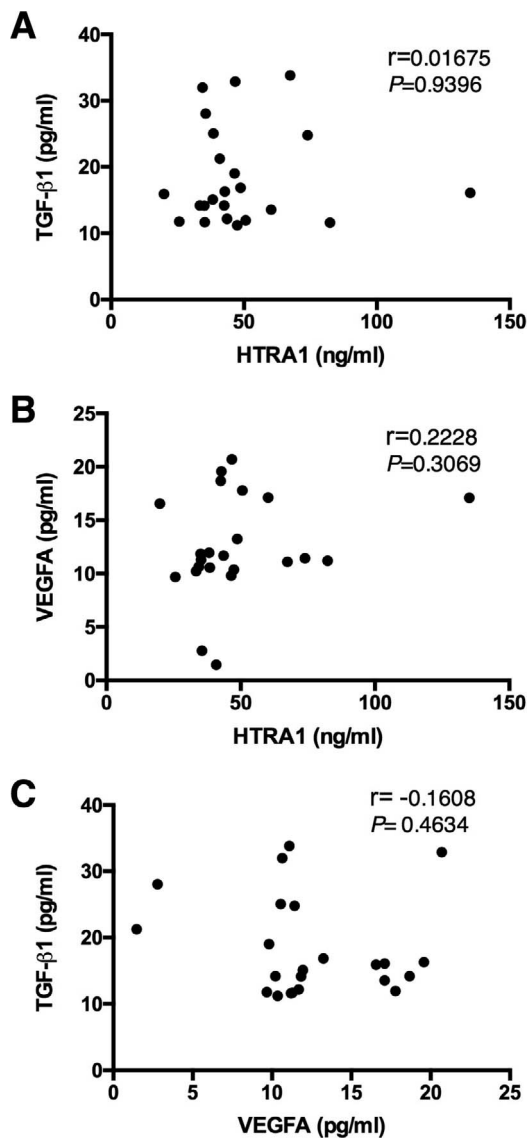 A
r=0.01675
P=0.9396
TGF-β1 (pg/ml)
40
30
20
10
0
0 50 100 150
HTRA1 (ng/ml)
B
r=0.2228
P=0.3069
VEGFA (pg/ml)
25
20
15
10
5
0
0 50 100 150
HTRA1 (ng/ml)
C
r= -0.1608
P= 0.4634
TGF-β1 (pg/ml)
40
30
20
10
0
0 5 10 15 20 25
VEGFA (pg/ml)